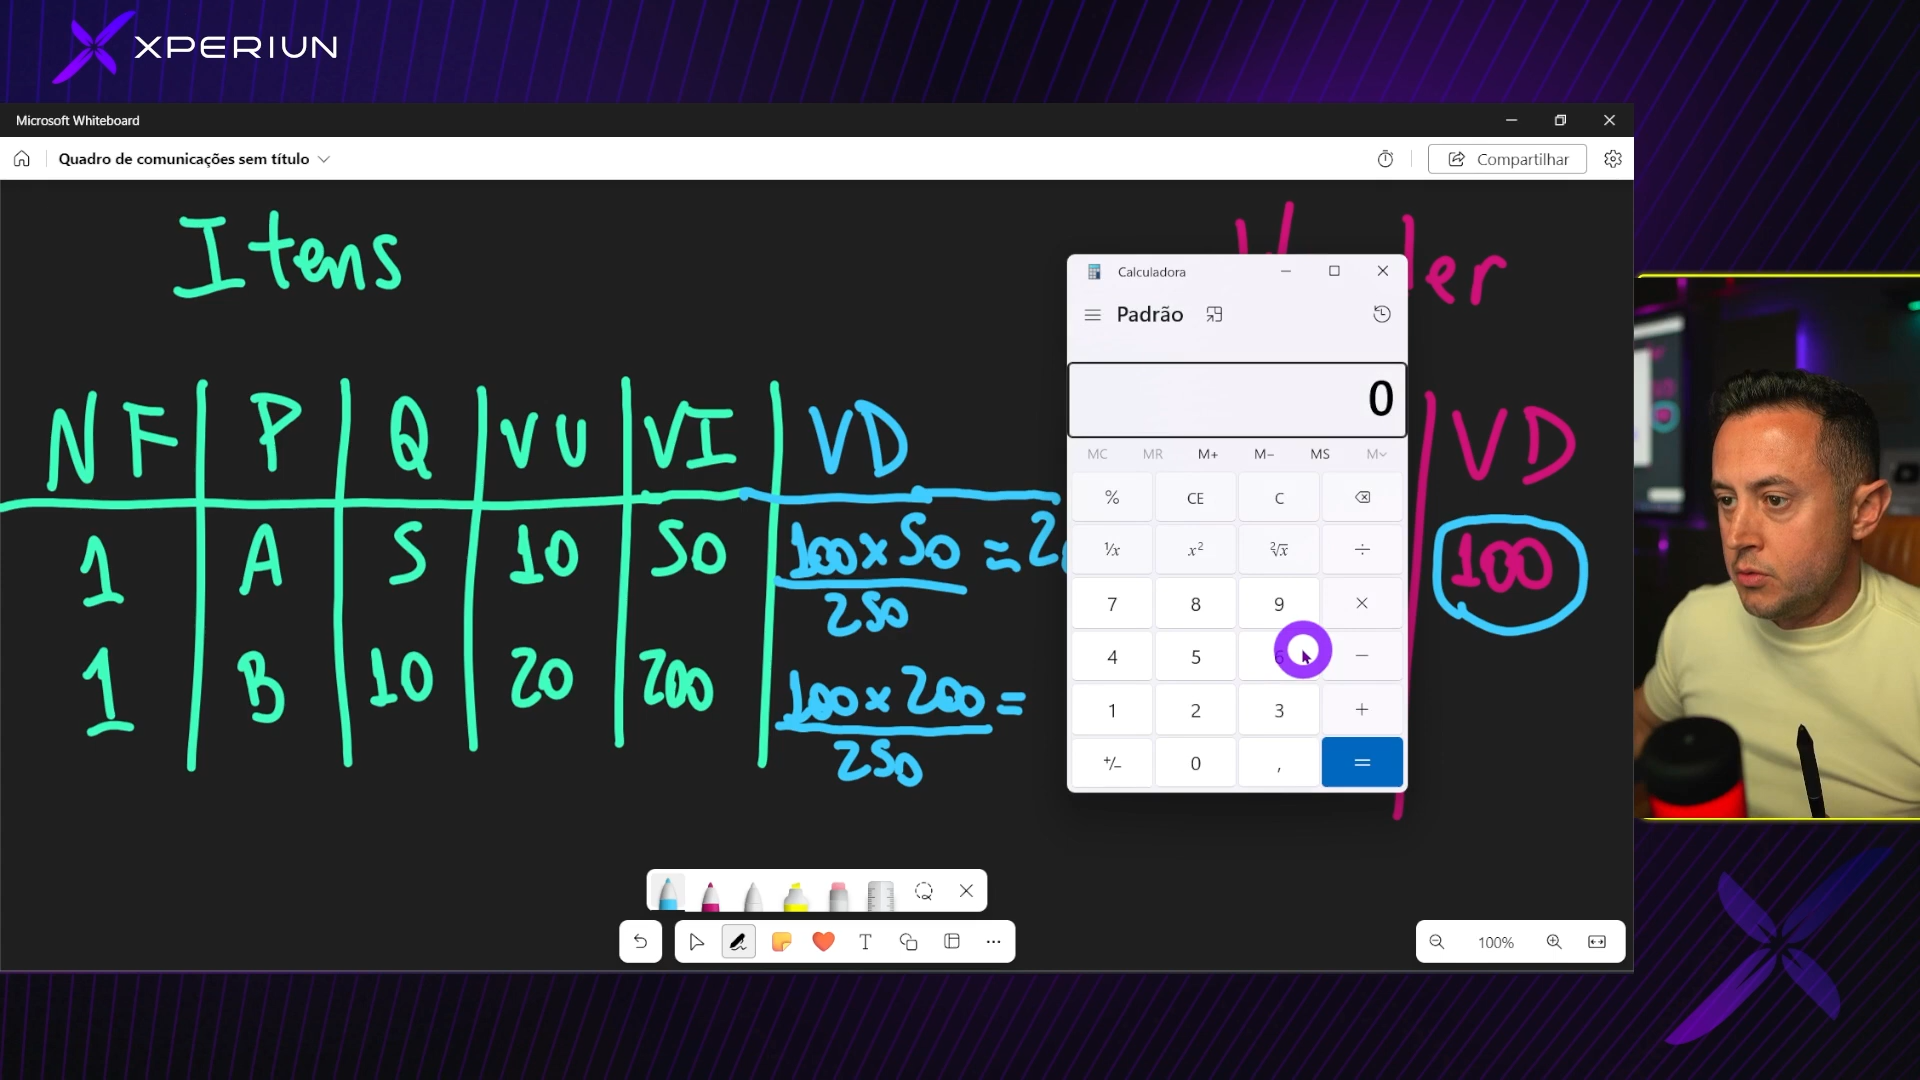 XPERIUN
Microsoft Whiteboard
Quadro de comunicações sem título
Compartilhar
Itens
Calculadora
Padrão
0
MC MR M+ M- MS M
% CE C
1/x x² ²√x ÷
7 8 9 ×
4 5 6 −
1 2 3 +
+/− 0 , =
NF P Q VU VI VD
1 A 5 10 50 100x50 = 2
250
1 B 10 20 200 100x200 =
250
VD
100
100%